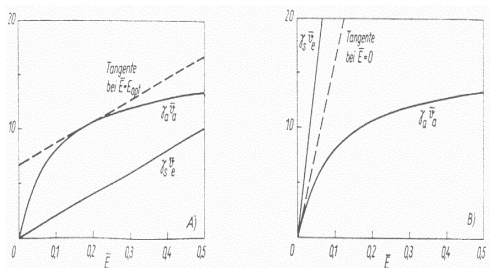 20
10
0
0,1
0,2
0,3
0,4
0,5
E̅
Tangente
bei E̅=E_opt
γ_a v̅_a
γ_s v̅_e
A)
20
10
0
0,1
0,2
0,3
0,4
0,5
E̅
γ_s v̅_e
Tangente
bei E̅=0
γ_a v̅_a
B)